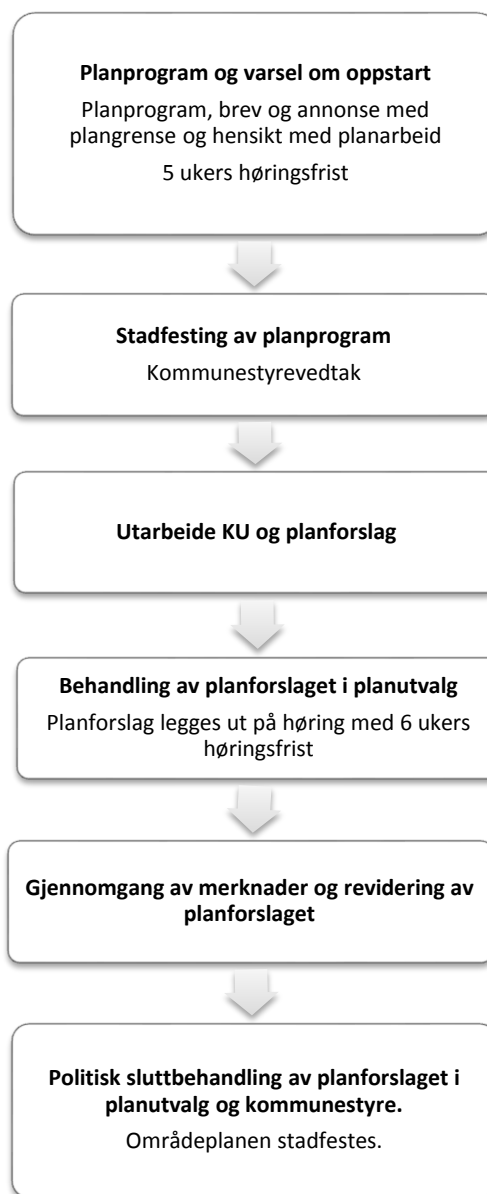 Planprogram og varsel om oppstart
Planprogram, brev og annonse med
plangrense og hensikt med planarbeid
5 ukers høringsfrist
Stadfesting av planprogram
Kommunestyrevedtak
Utarbeide KU og planforslag
Behandling av planforslaget i planutvalg
Planforslag legges ut på høring med 6 ukers
høringsfrist
Gjennomgang av merknader og revidering av
planforslaget
Politisk sluttbehandling av planforslaget i
planutvalg og kommunestyre.
Områdeplanen stadfestes.